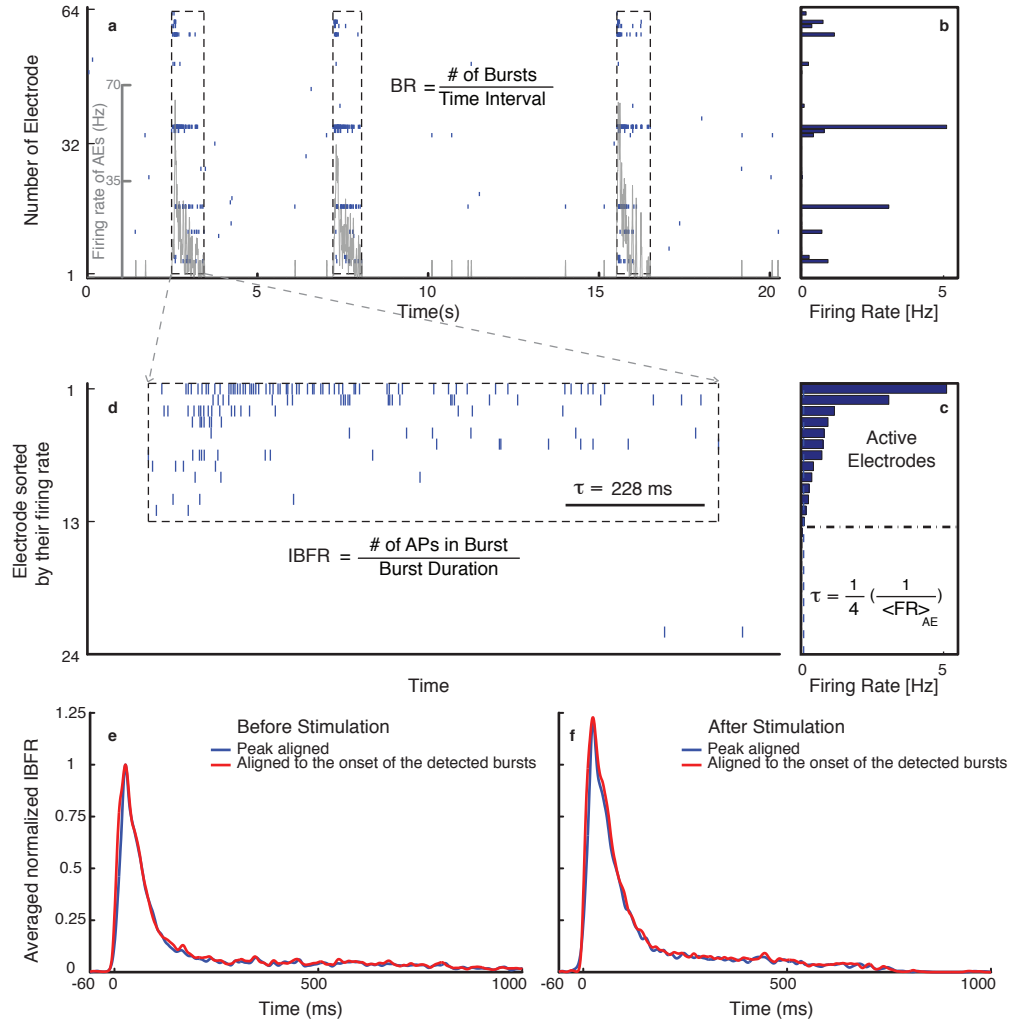 a
64
32
1
Number of Electrode
Firing rate of AEs (Hz)
70
35
BR = # of Bursts
Time Interval
0
5
10
15
20
Time(s)
b
0
5
Firing Rate [Hz]
d
1
13
24
Electrode sorted
by their firing rate
τ = 228 ms
IBFR = # of APs in Burst
Burst Duration
Time
c
Active
Electrodes
τ = 1/4 (1/<FR>AE)
0
5
Firing Rate [Hz]
e
Before Stimulation
Peak aligned
Aligned to the onset of the detected bursts
1.25
1
0.75
0.5
0.25
0
Averaged normalized IBFR
-60
0
500
1000
Time (ms)
f
After Stimulation
Peak aligned
Aligned to the onset of the detected bursts
-60
0
500
1000
Time (ms)